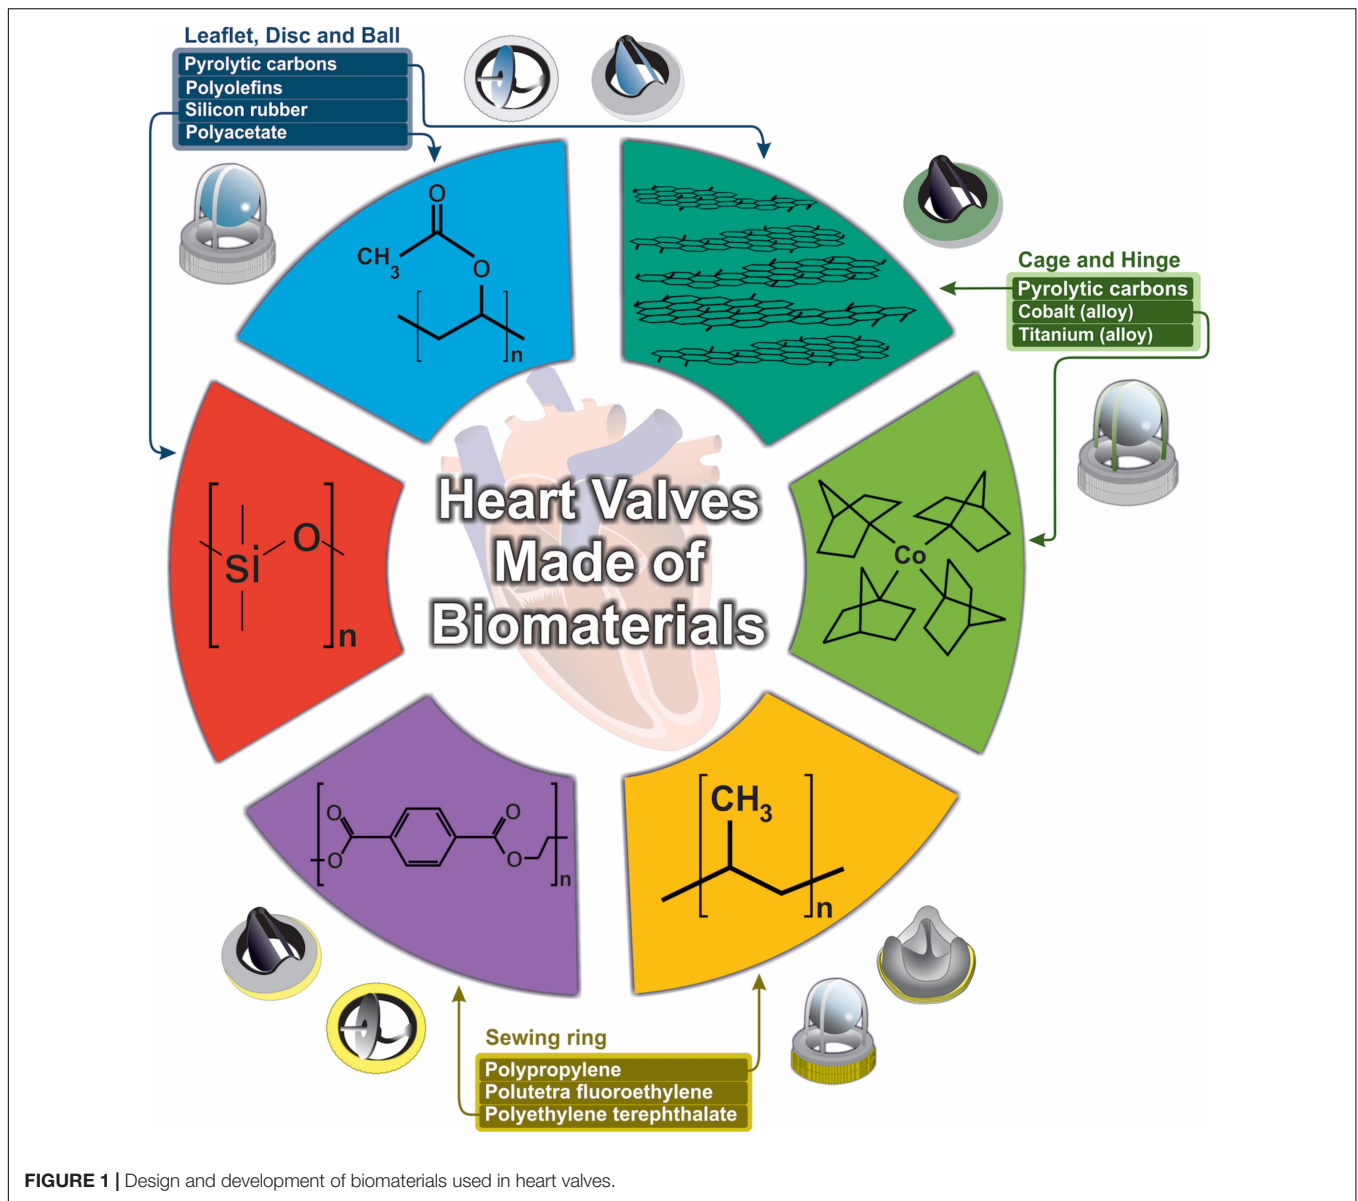 Leaflet, Disc and Ball
Pyrolytic carbons
Polyolefins
Silicon rubber
Polyacetate
O
CH3
O
n
Cage and Hinge
Pyrolytic carbons
Cobalt (alloy)
Titanium (alloy)
Si
O
n
Heart Valves
Made of
Biomaterials
Co
O
O
O
O
n
CH3
n
Sewing ring
Polypropylene
Polutetra fluoroethylene
Polyethylene terephthalate
FIGURE 1 | Design and development of biomaterials used in heart valves.